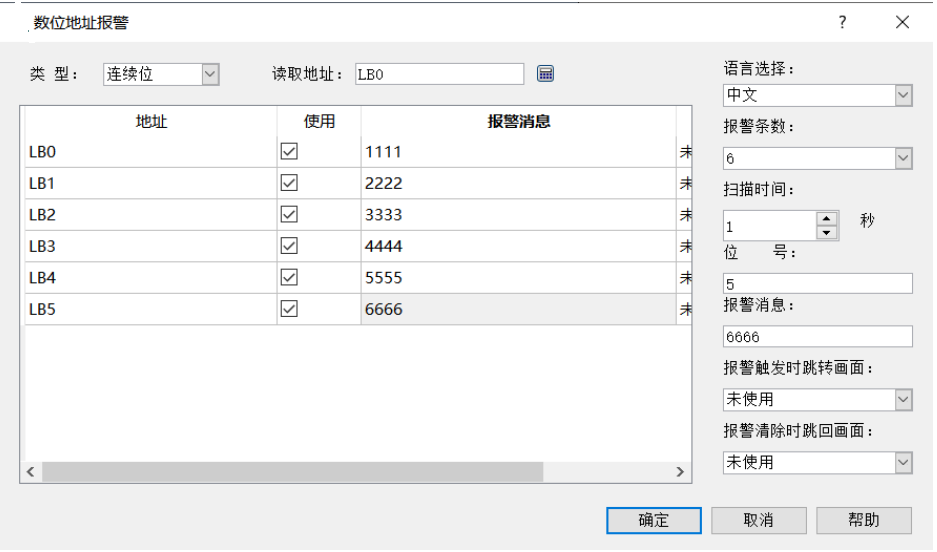 数位地址报警
类 型： 连续位 读取地址： LB0
地址 使用 报警消息
LB0 1111 未
LB1 2222 未
LB2 3333 未
LB3 4444 未
LB4 5555 未
LB5 6666 未
语言选择：
中文
报警条数：
6
扫描时间：
1 秒
位 号：
5
报警消息：
6666
报警触发时跳转画面：
未使用
报警清除时跳回画面：
未使用
确定 取消 帮助